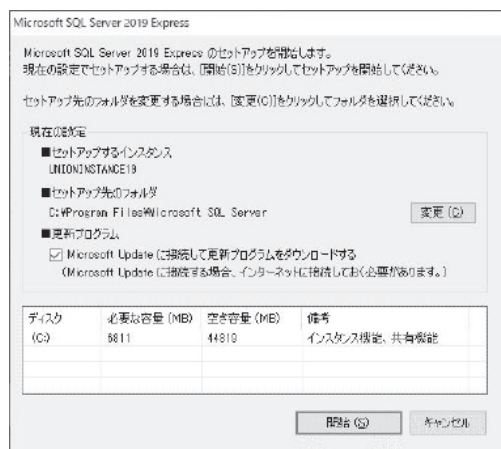 Microsoft SQL Server 2019 Express
Microsoft SQL Server 2019 Express のセットアップを開始します。
現在の設定でセットアップする場合は、[開始(S)]をクリックしてセットアップを開始してください。
セットアップ先のフォルダを変更する場合には、[変更(C)]をクリックしてフォルダを選択してください。
現在の設定
■セットアップするインスタンス
UNIONINSTANCE19
■セットアップ先のフォルダ
C:¥Program Files¥Microsoft SQL Server
変更(C)
■更新プログラム
Microsoft Update に接続して更新プログラムをダウンロードする
(Microsoft Update に接続する場合、インターネットに接続しておく必要があります。)
ディスク 必要な容量 (MB) 空き容量 (MB) 備考
(C:) 6811 44819 インスタンス機能、共有機能
開始(S) キャンセル